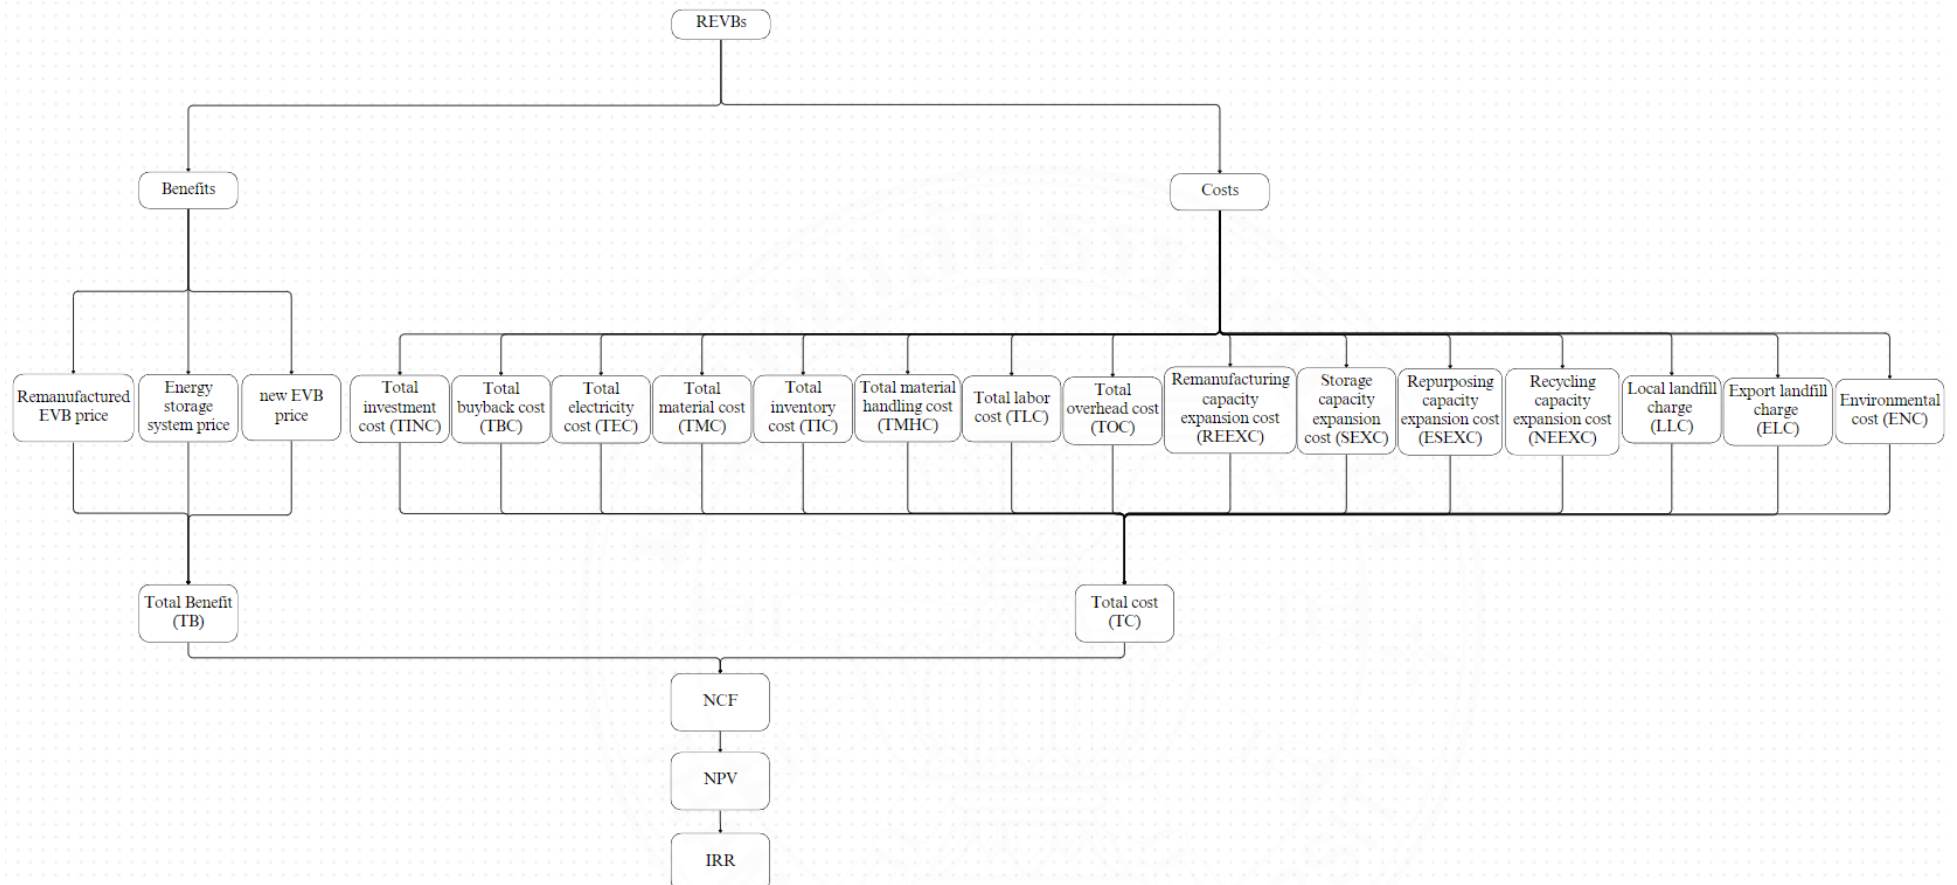 REVBs
Benefits
Costs
Remanufactured
EVB price
Energy
storage
system price
new EVB
price
Total
investment
cost (TINC)
Total
buyback cost
(TBC)
Total
electricity
cost (TEC)
Total
material cost
(TMC)
Total
inventory
cost (TIC)
Total material
handling cost
(TMHC)
Total labor
cost (TLC)
Total
overhead cost
(TOC)
Remanufacturing
capacity
expansion cost
(REEXC)
Storage
capacity
expansion
cost (SEXC)
Repurposing
capacity
expansion cost
(ESEXC)
Recycling
capacity
expansion cost
(NEEXC)
Local landfill
charge
(LLC)
Export landfill
charge
(ELC)
Environmental
cost (ENC)
Total Benefit
(TB)
Total cost
(TC)
NCF
NPV
IRR